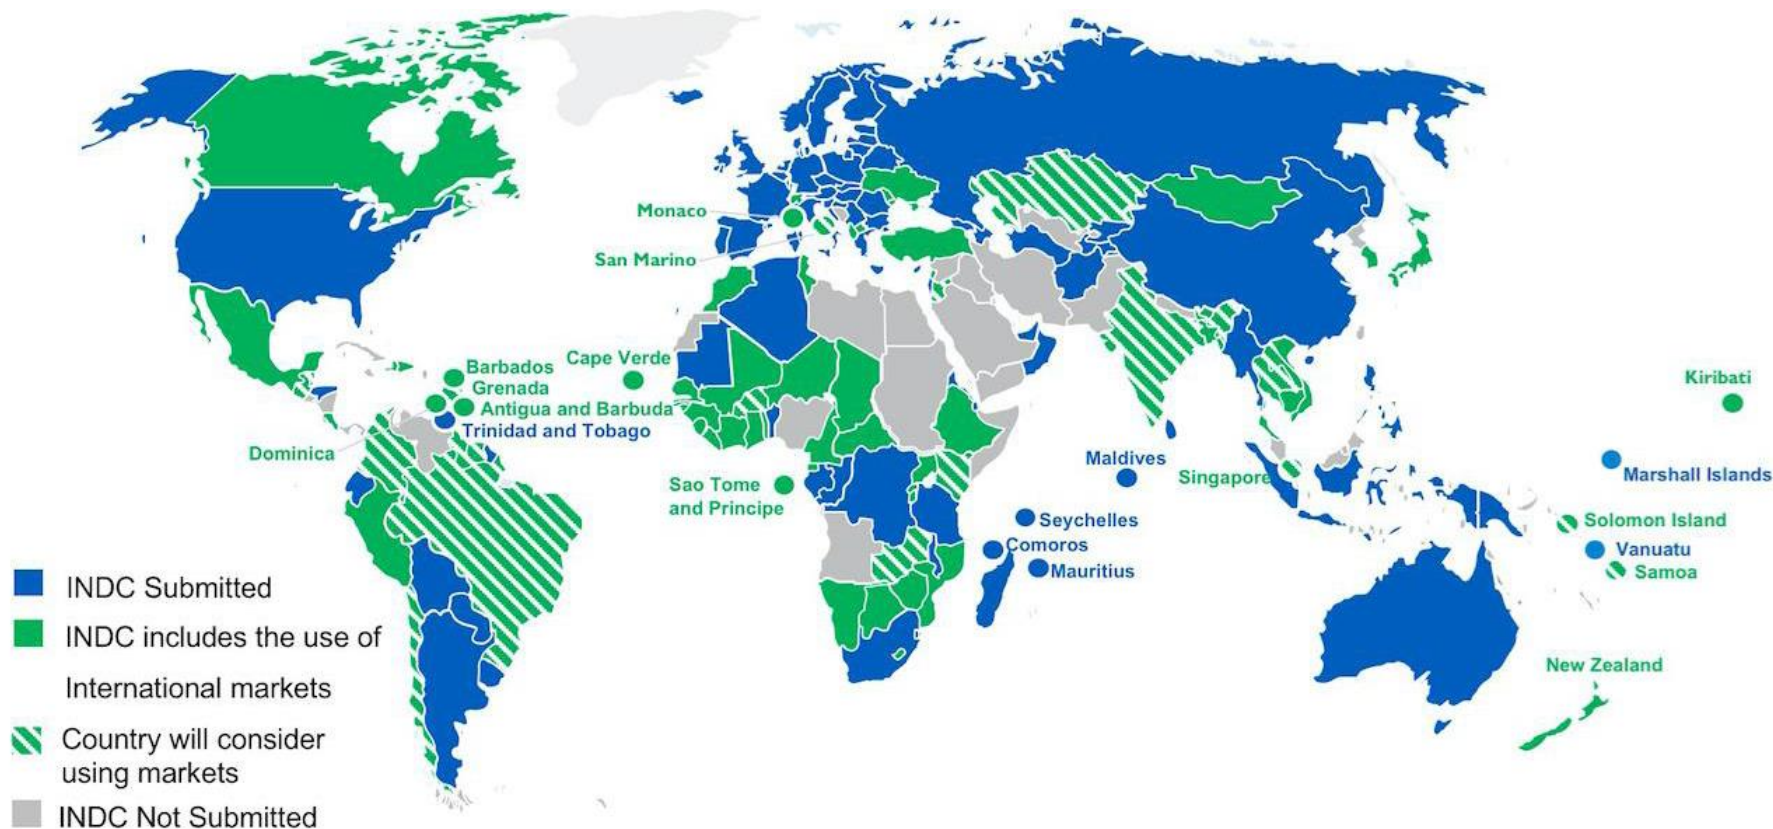 Monaco
San Marino
Barbados
Cape Verde
Grenada
Antigua and Barbuda
Trinidad and Tobago
Dominica
Kiribati
Maldives
Marshall Islands
Singapore
Sao Tome
and Principe
Seychelles
Solomon Island
Comoros
Vanuatu
Mauritius
Samoa
New Zealand
INDC Submitted
INDC includes the use of
International markets
Country will consider
using markets
INDC Not Submitted